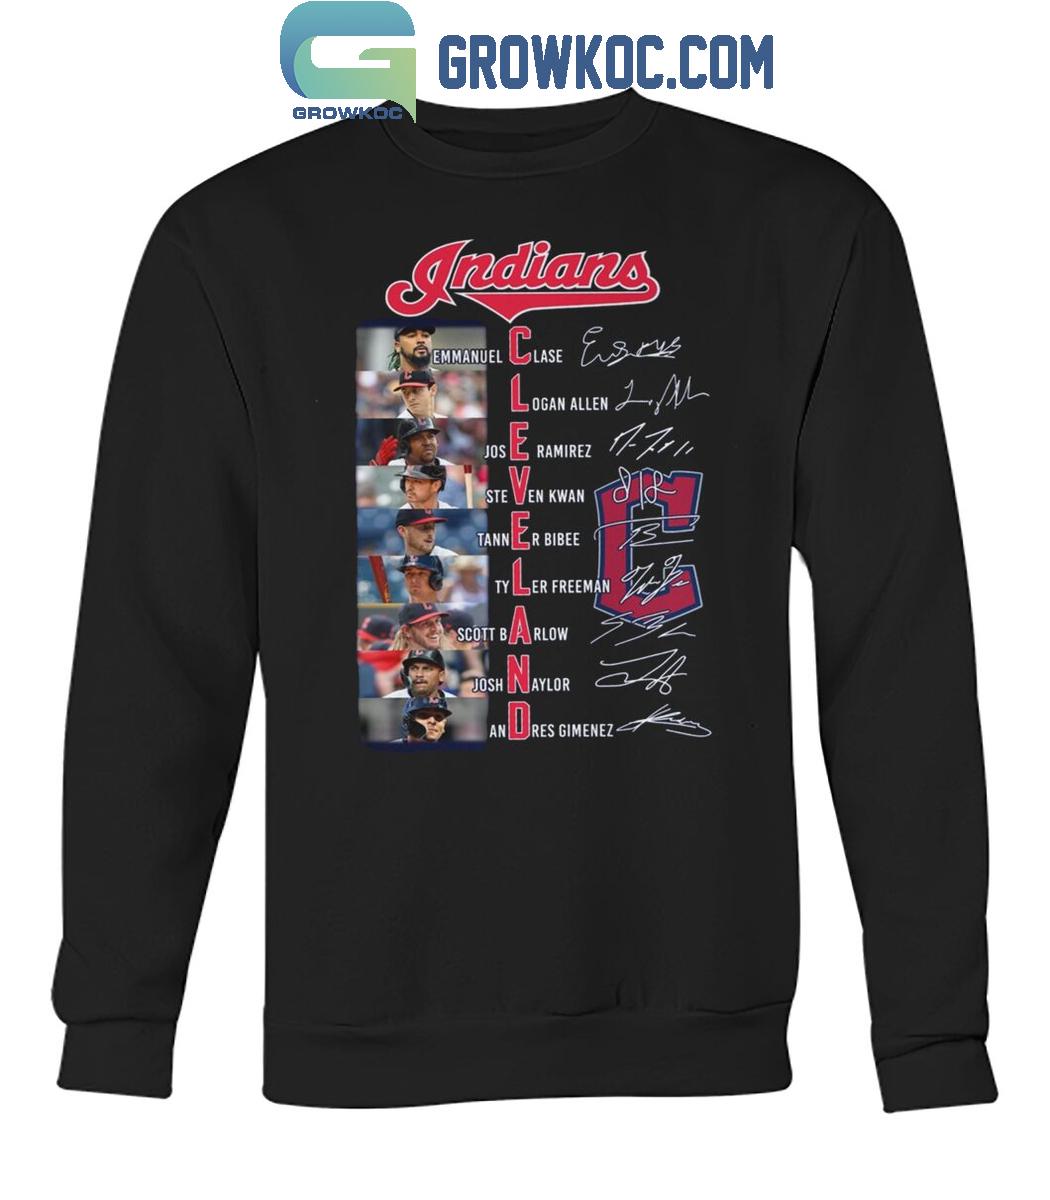 GROWKOC
GROWKOC.COM
Indians
EMMANUEL CLASE
LOGAN ALLEN
JOSE RAMIREZ
STEVEN KWAN
TANNER BIBEE
TYLER FREEMAN
SCOTT BARLOW
JOSH NAYLOR
ANDRES GIMENEZ
C